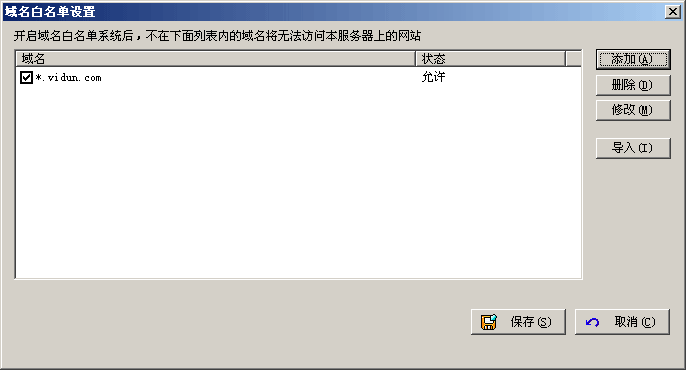 域名白名单设置
开启域名白名单系统后,不在下面列表内的域名将无法访问本服务器上的网站
域名 状态
*.vidun.com 允许
添加(A)
删除(D)
修改(M)
导入(I)
保存(S) 取消(C)